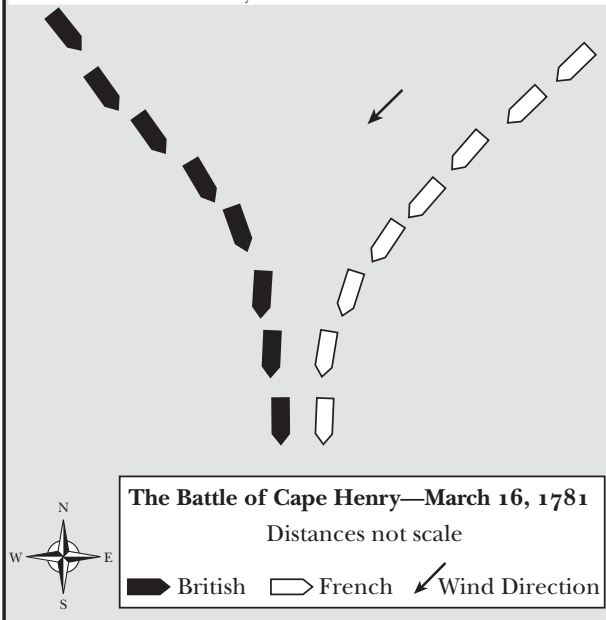 The Battle of Cape Henry—March 16, 1781
Distances not scale
N
W E
S
British French Wind Direction